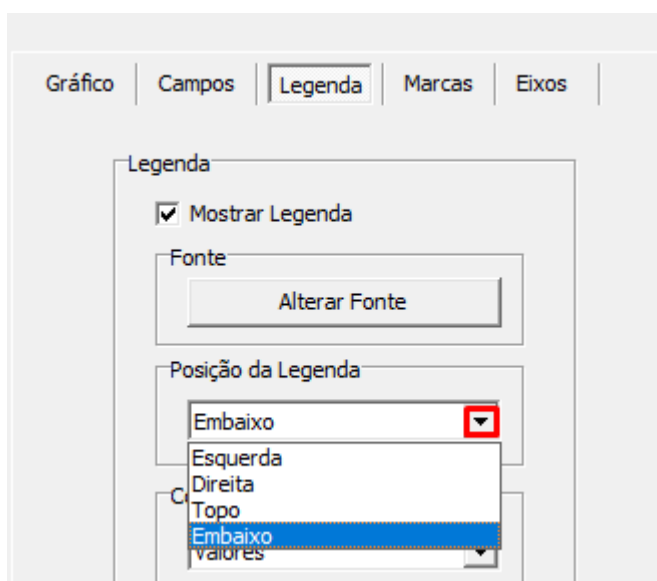 Gráfico Campos Legenda Marcas Eixos
Legenda
Mostrar Legenda
Fonte
Alterar Fonte
Posição da Legenda
Embaixo
Esquerda
Direita
Topo
Embaixo
Valores